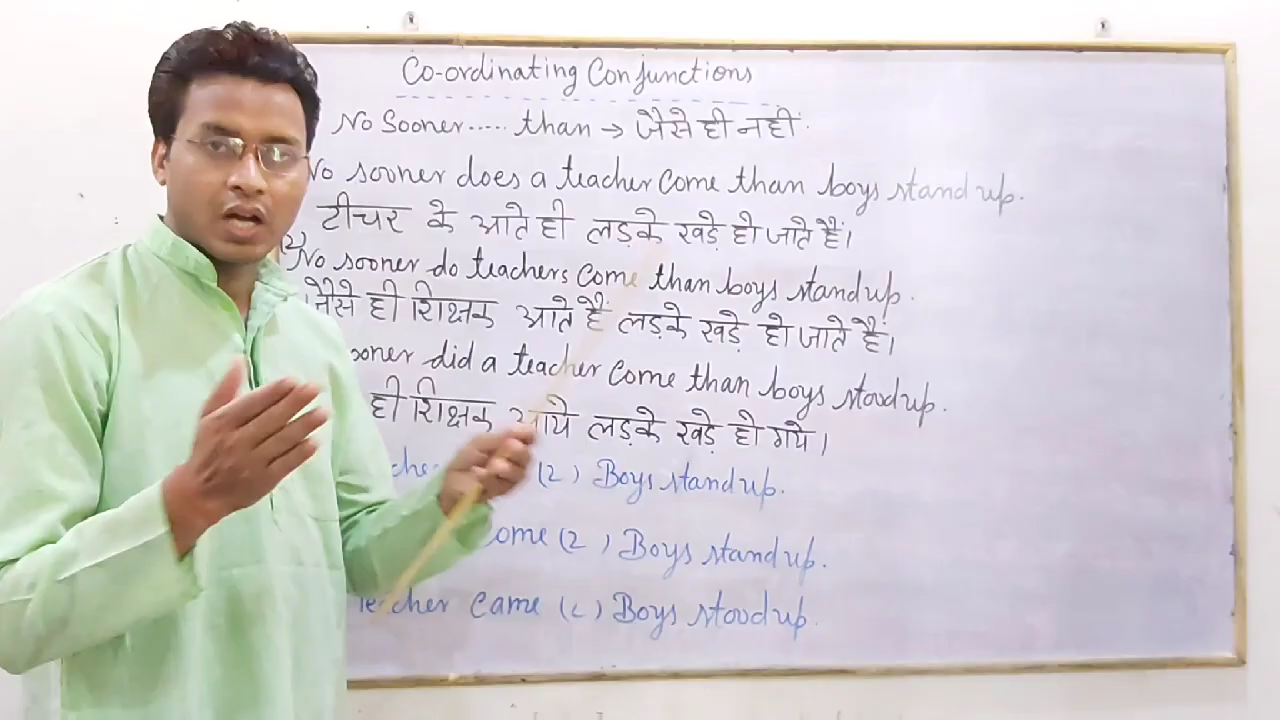 Co-ordinating Conjunctions
No Sooner..... than → जैसे ही नहीं
No sooner does a teacher come than boys stand up.
टीचर के आते ही लड़के खड़े हो जाते हैं।
(2) No sooner do teachers come than boys stand up.
जैसे ही शिक्षक आते हैं लड़के खड़े हो जाते हैं।
sooner did a teacher come than boys stood up.
ही शिक्षक आये लड़के खड़े हो गये।
(2) Boys stand up.
come (2) Boys stand up.
Teacher came (2) Boys stood up.